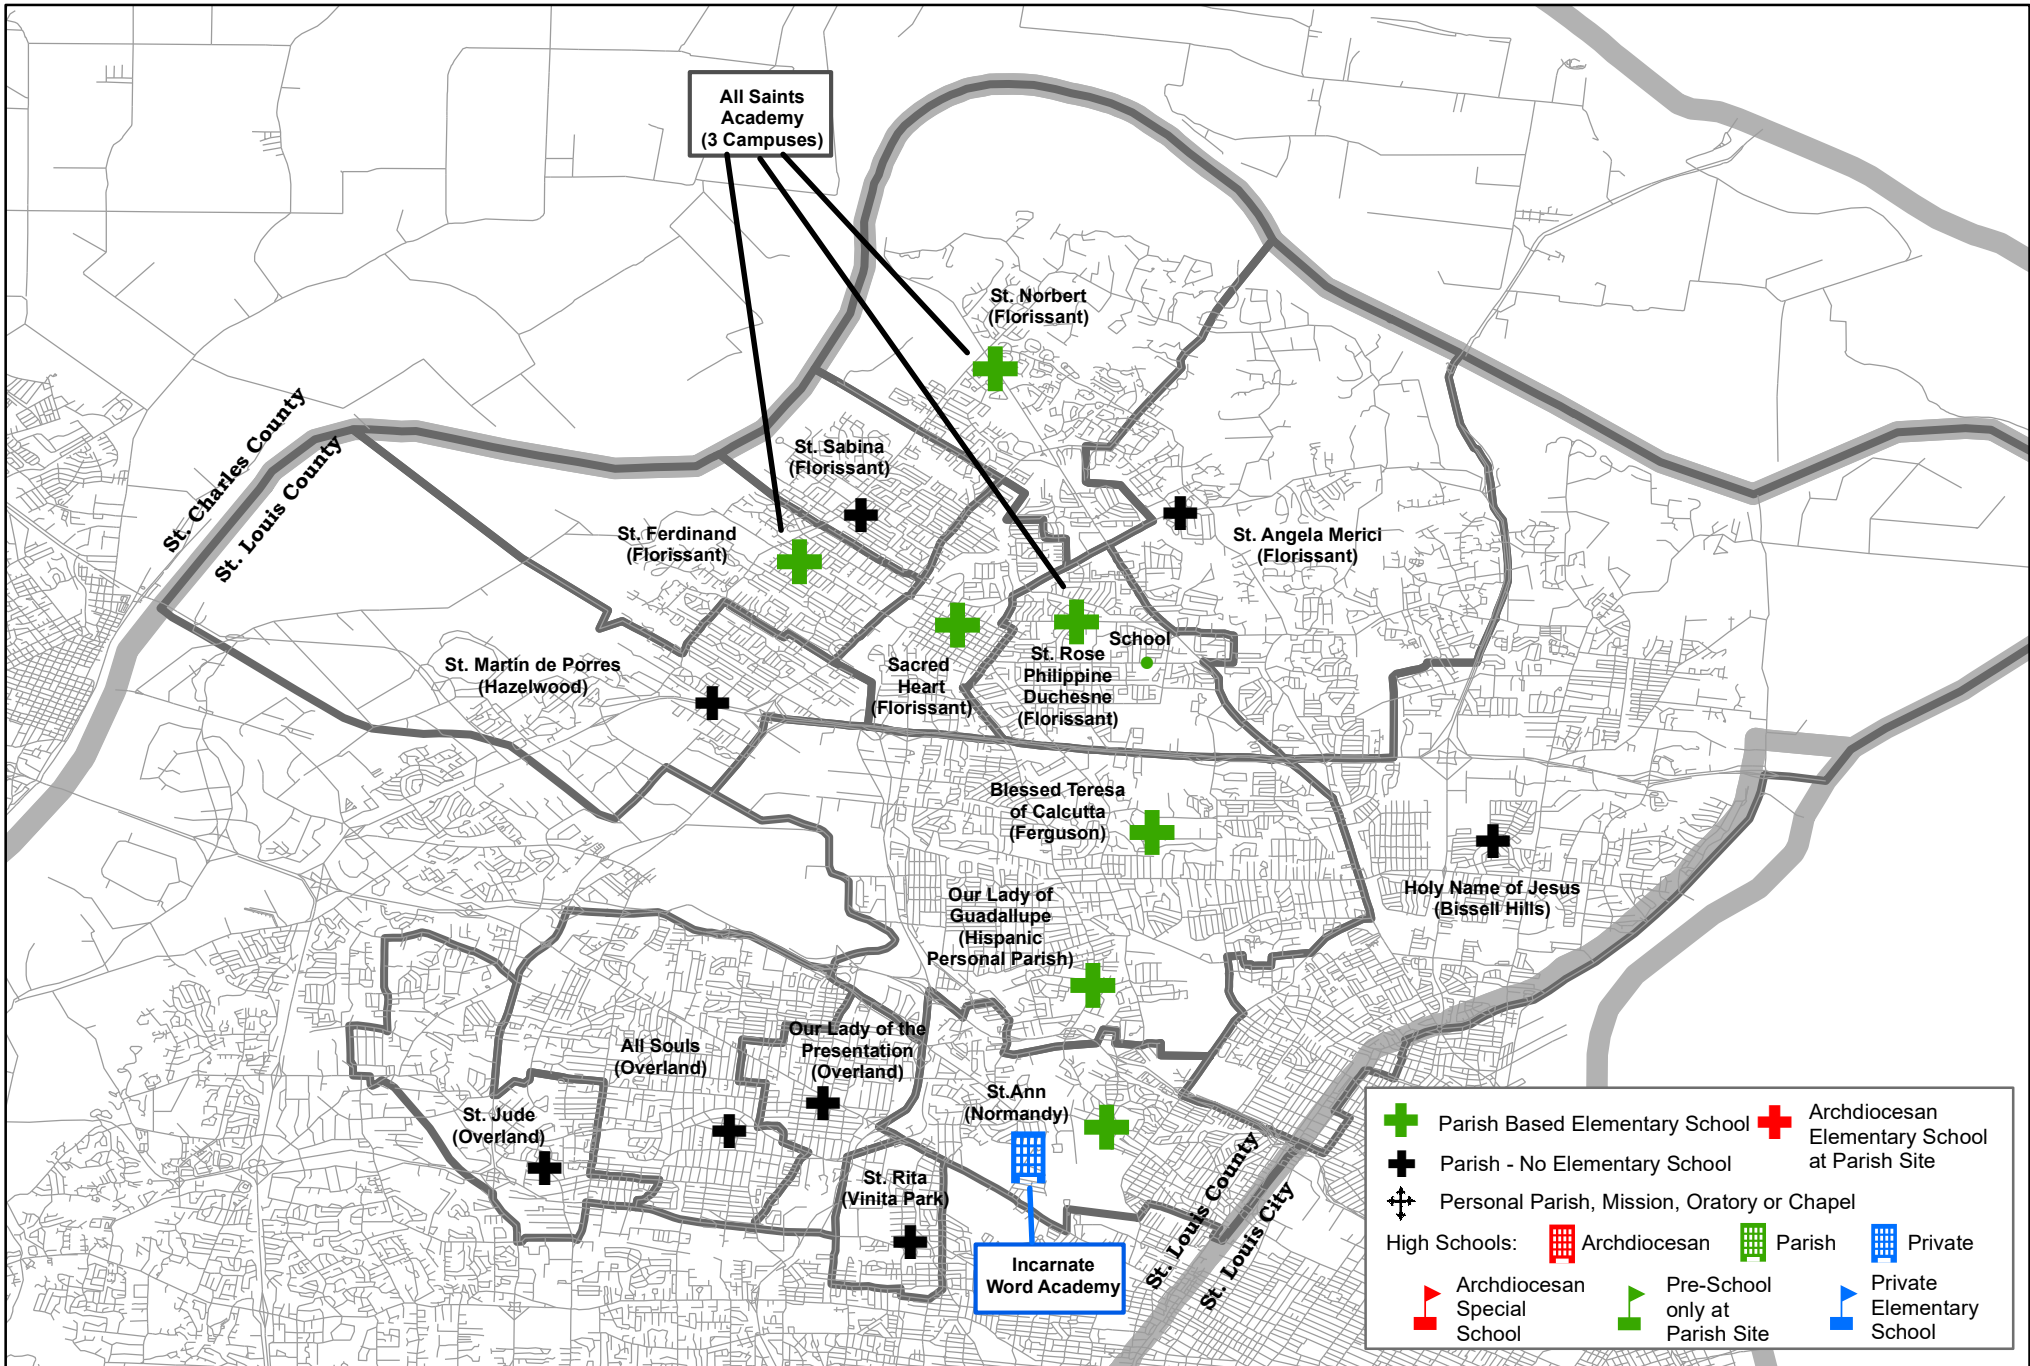 All Saints
Academy
(3 Campuses)
St. Norbert
(Florissant)
St. Charles County
St. Louis County
St. Sabina
(Florissant)
St. Ferdinand
(Florissant)
St. Angela Merici
(Florissant)
School
St. Martin de Porres
(Hazelwood)
Sacred
Heart
(Florissant)
St. Rose
Philippine
Duchesne
(Florissant)
Blessed Teresa
of Calcutta
(Ferguson)
Our Lady of
Guadallupe
(Hispanic
Personal Parish)
Holy Name of Jesus
(Bissell Hills)
All Souls
(Overland)
Our Lady of the
Presentation
(Overland)
St. Jude
(Overland)
St.Ann
(Normandy)
St. Rita
(Vinita Park)
Incarnate
Word Academy
St. Louis County
St. Louis City
Parish Based Elementary School
Archdiocesan
Elementary School
at Parish Site
Parish - No Elementary School
Personal Parish, Mission, Oratory or Chapel
High Schools:
Archdiocesan
Parish
Private
Archdiocesan
Special
School
Pre-School
only at
Parish Site
Private
Elementary
School